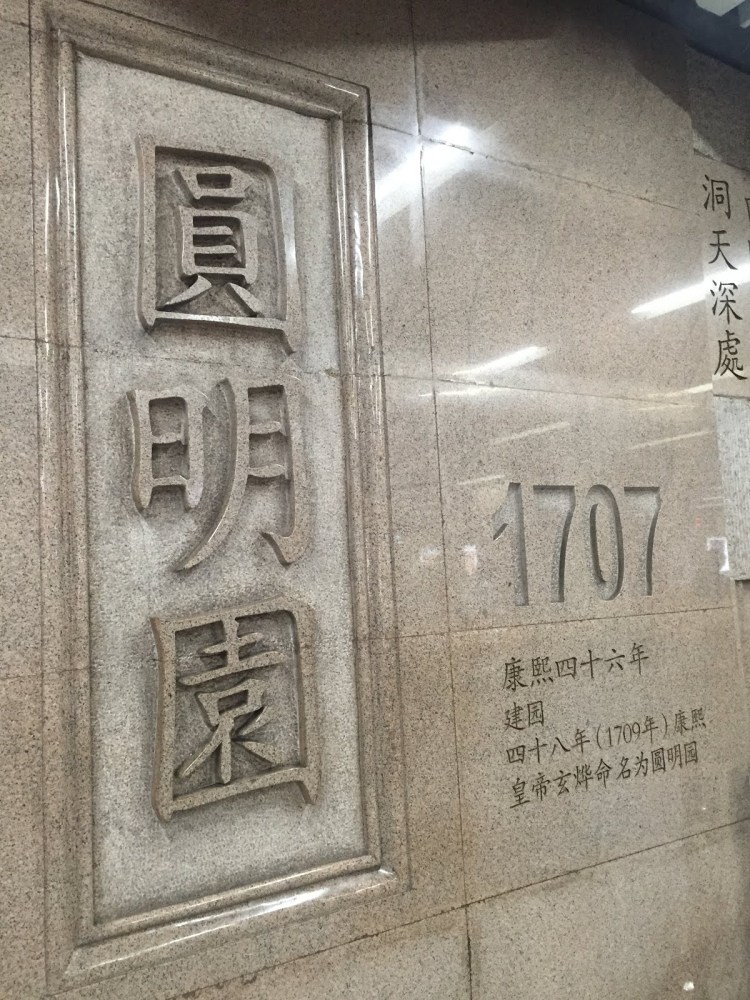 圓明園
1707
康熙四十六年
建园
四十八年(1709年)康熙
皇帝玄烨命名为圓明园
洞天深處